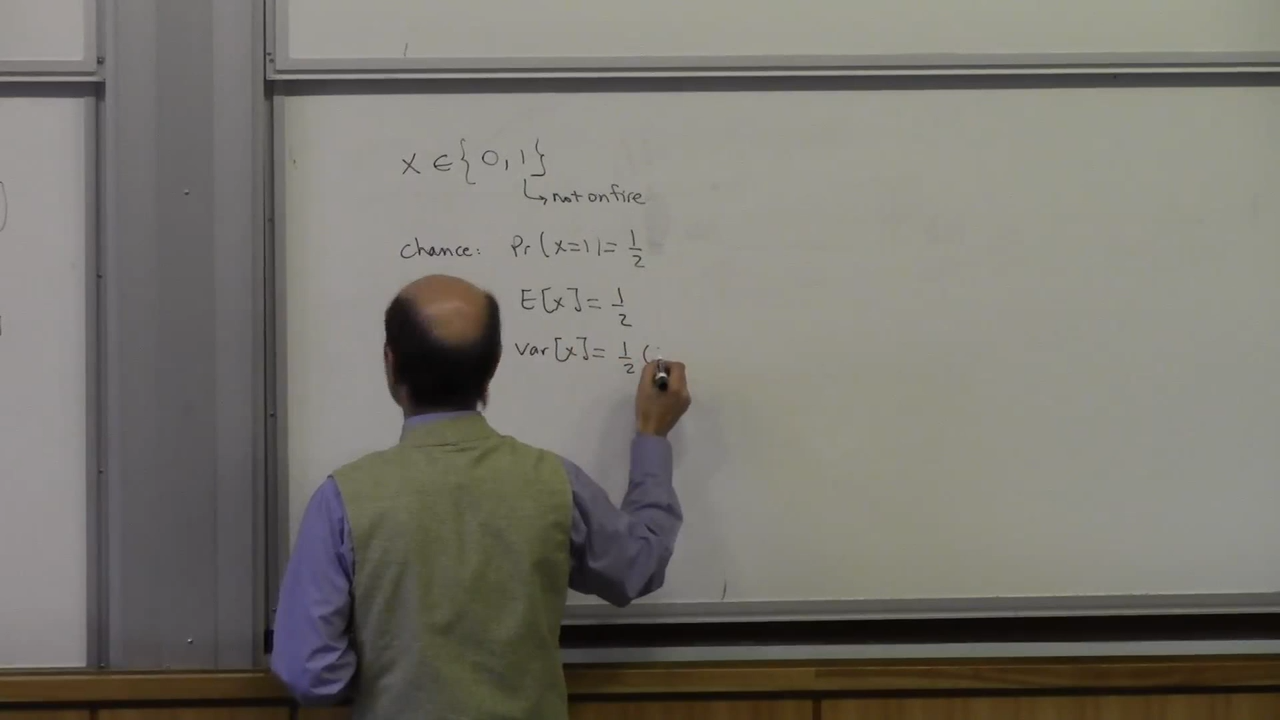 x ∈ {0, 1}
↳ not on fire
Chance: Pr(x=1) = 1/2
E[x] = 1/2
var[x] = 1/2 (